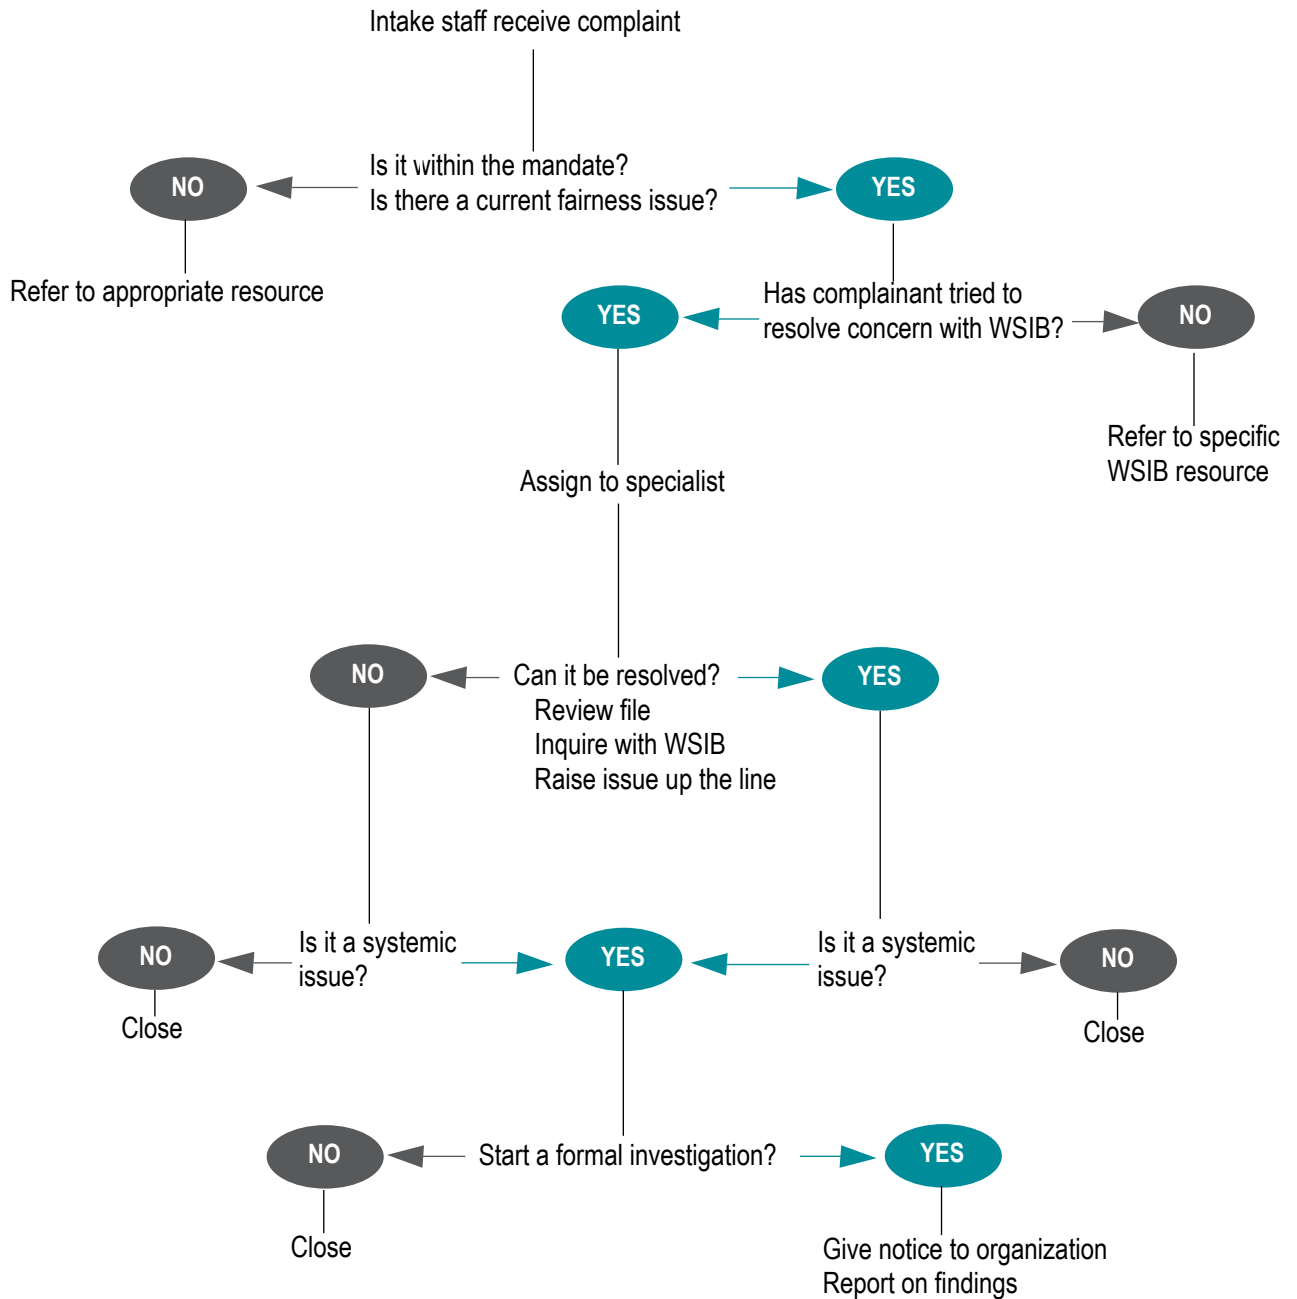 Intake staff receive complaint
Is it within the mandate?
Is there a current fairness issue?
NO
YES
Refer to appropriate resource
Has complainant tried to
resolve concern with WSIB?
YES
NO
Refer to specific
WSIB resource
Assign to specialist
NO
Can it be resolved?
Review file
Inquire with WSIB
Raise issue up the line
YES
NO
Is it a systemic
issue?
YES
Is it a systemic
issue?
NO
Close
Close
NO
Start a formal investigation?
YES
Close
Give notice to organization
Report on findings